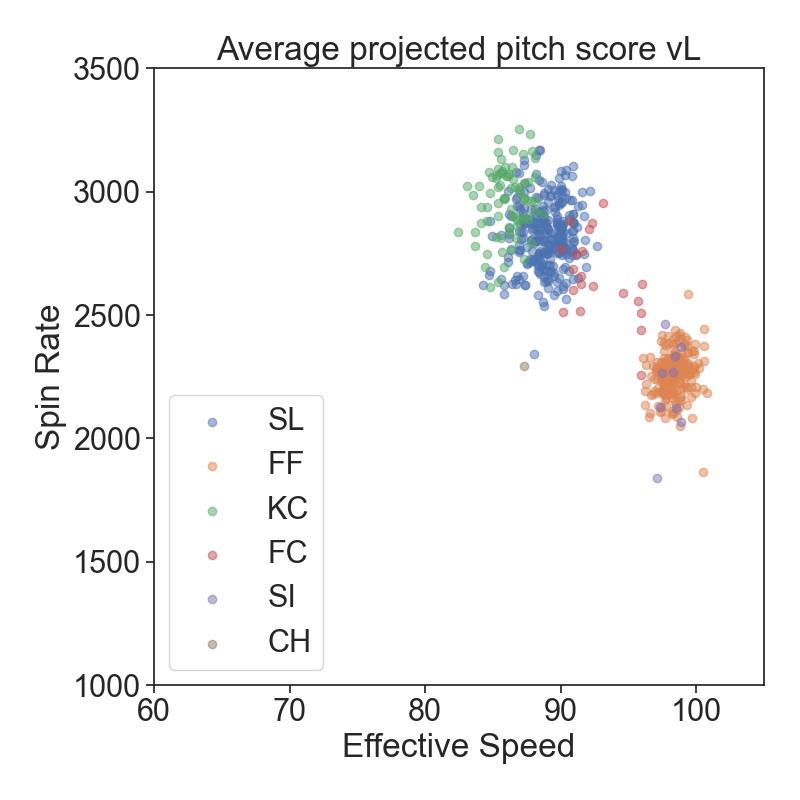 Average projected pitch score vL
3500
3000
2500
2000
1500
1000
Spin Rate
SL
FF
KC
FC
SI
CH
60 70 80 90 100
Effective Speed